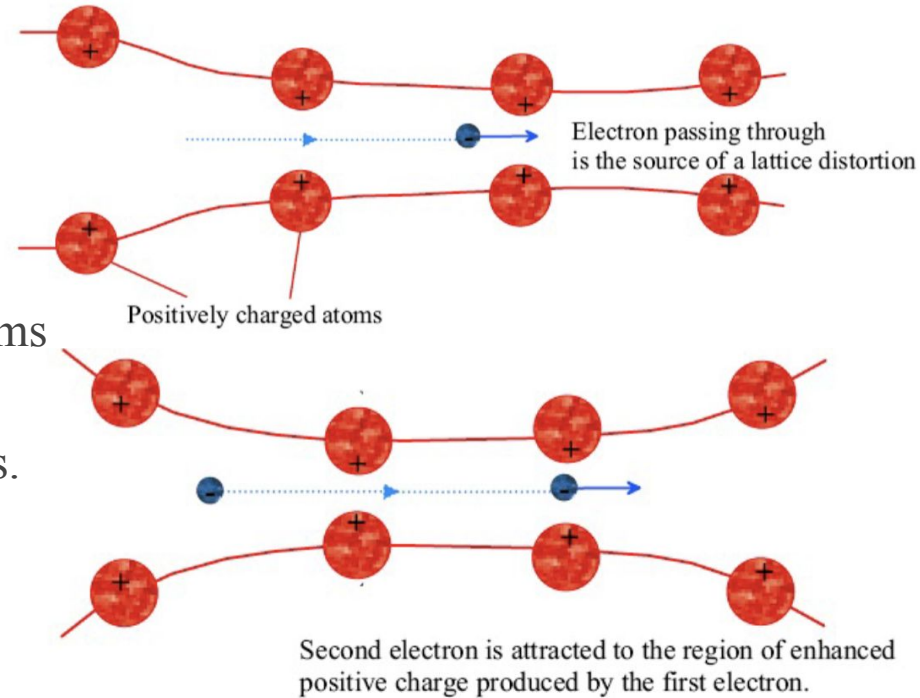 Electron passing through
is the source of a lattice distortion
Positively charged atoms
ms
s.
Second electron is attracted to the region of enhanced
positive charge produced by the first electron.